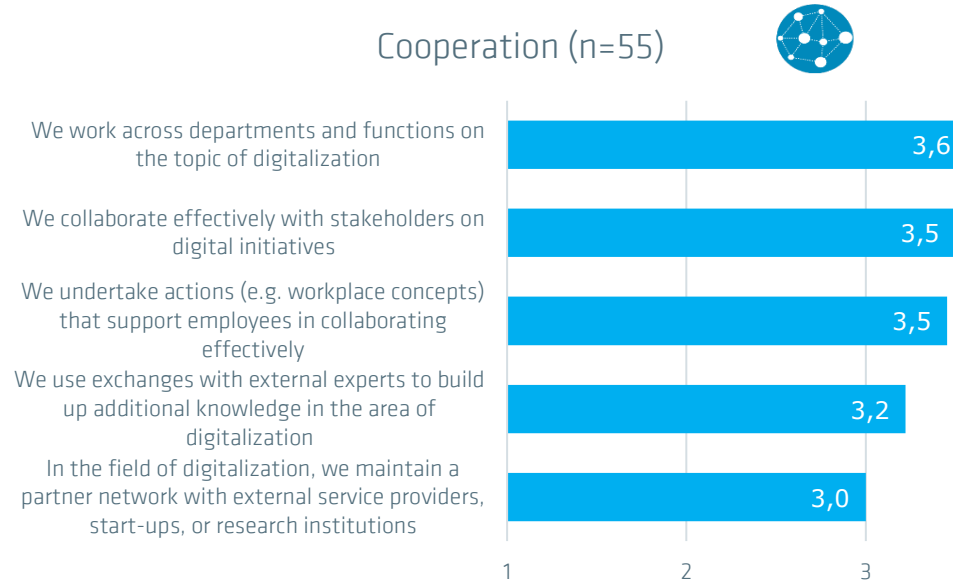 Cooperation (n=55)
We work across departments and functions on
the topic of digitalization
3,6
We collaborate effectively with stakeholders on
digital initiatives
3,5
We undertake actions (e.g. workplace concepts)
that support employees in collaborating
effectively
3,5
We use exchanges with external experts to build
up additional knowledge in the area of
digitalization
3,2
In the field of digitalization, we maintain a
partner network with external service providers,
start-ups, or research institutions
3,0
1
2
3